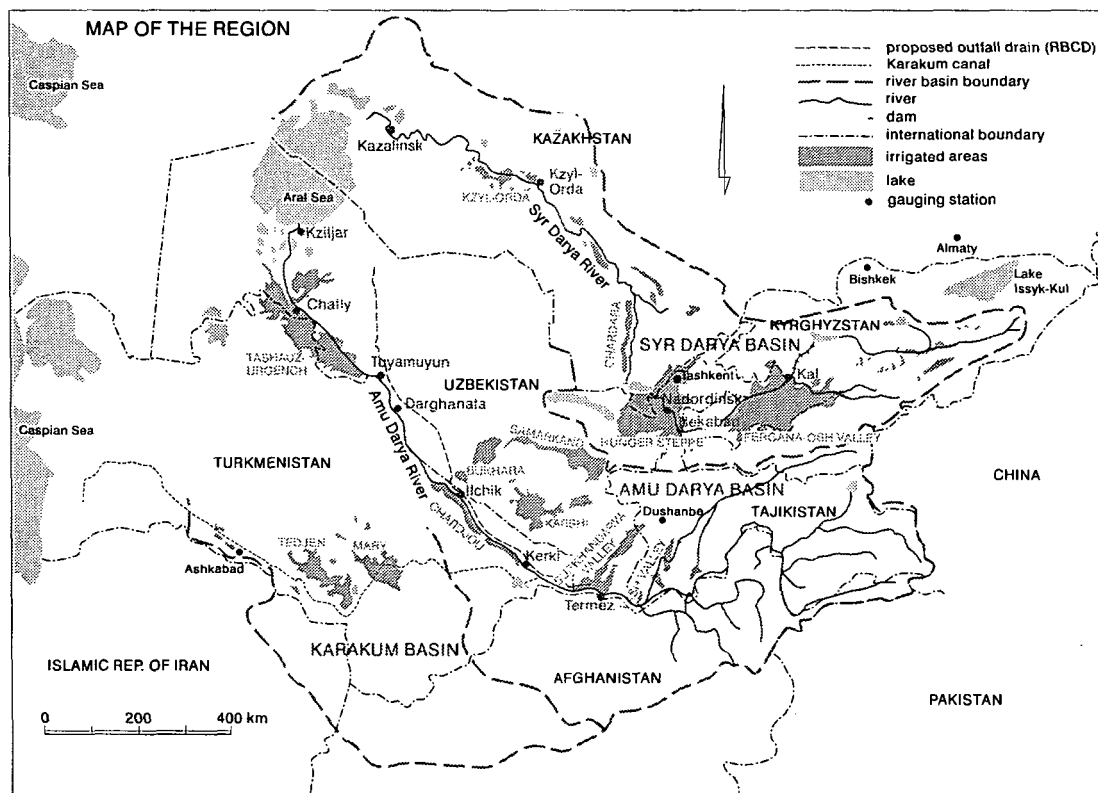 MAP OF THE REGION
proposed outfall drain (RBCD)
Karakum canal
river basin boundary
river
dam
international boundary
irrigated areas
lake
gauging station
Caspian Sea
KAZAKHSTAN
Kazalinsk
Kzyl-
Orda
KZYL-ORDA
Aral Sea
Syr Darya River
Kziljar
Almaty
Bishkek
Lake
Issyk-Kul
Chatly
KYRGHYZSTAN
CHARDARA
SYR DARYA BASIN
TASHAUZ-
URGENCH
Tuyamuyun
UZBEKISTAN
Tashkent
Kal
Darghanata
Nadordinsk
Bekabad
Caspian Sea
Amu Darya River
SAMARKAND
HUNGER STEPPE
FERGANA OSH VALLEY
TURKMENISTAN
BUKHARA
Ilchik
AMU DARYA BASIN
CHINA
KARSHI
Dushanbe
TAJIKISTAN
CHARDJOU
TEDJEN
MARY
Ashkabad
Kerki
VALLEY
VALLEY
Termez
ISLAMIC REP. OF IRAN
KARAKUM BASIN
AFGHANISTAN
PAKISTAN
0 200 400 km